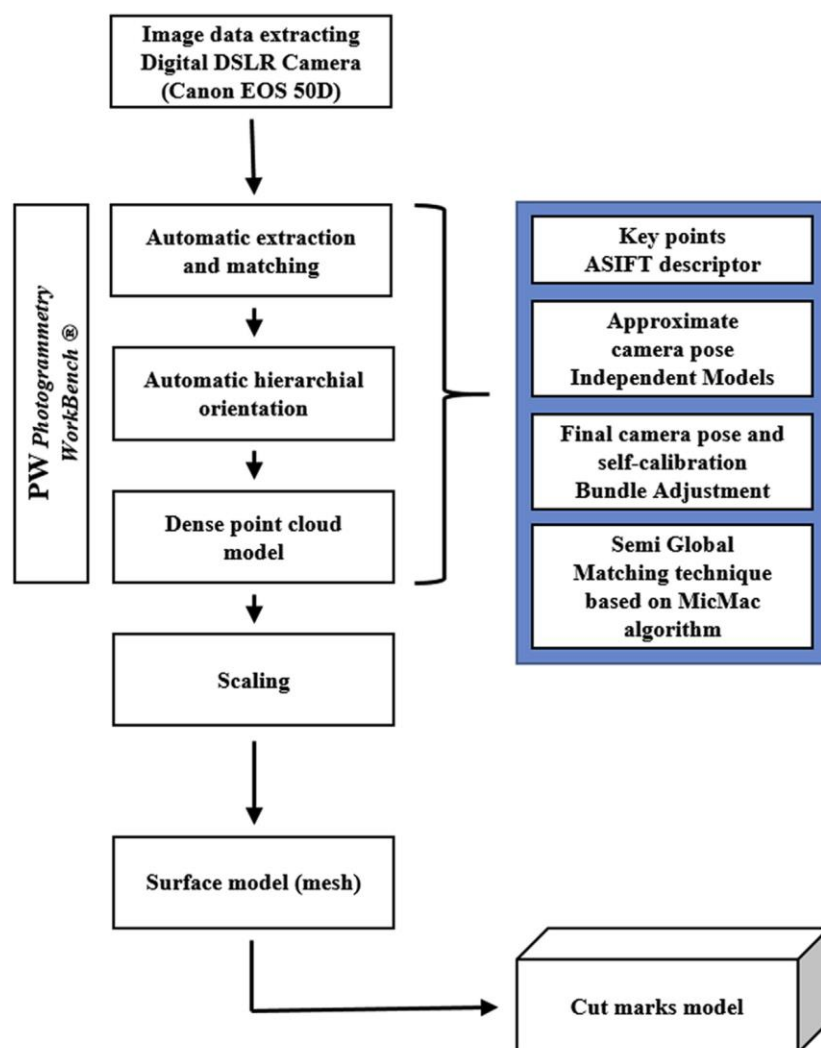 Image data extracting
Digital DSLR Camera
(Canon EOS 50D)
PW Photogrammetry
WorkBench ®
Automatic extraction
and matching
Automatic hierarchial
orientation
Dense point cloud
model
Key points
ASIFT descriptor
Approximate
camera pose
Independent Models
Final camera pose and
self-calibration
Bundle Adjustment
Semi Global
Matching technique
based on MicMac
algorithm
Scaling
Surface model (mesh)
Cut marks model